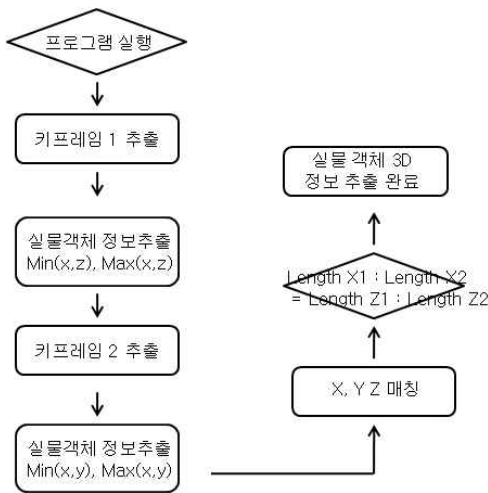 프로그램 실행
키프레임 1 추출
실물객체 정보추출
Min(x,z), Max(x,z)
키프레임 2 추출
실물객체 정보추출
Min(x,y), Max(x,y)
X, Y Z 매칭
Length X1 : Length X2
= Length Z1 : Length Z2
실물 객체 3D
정보 추출 완료